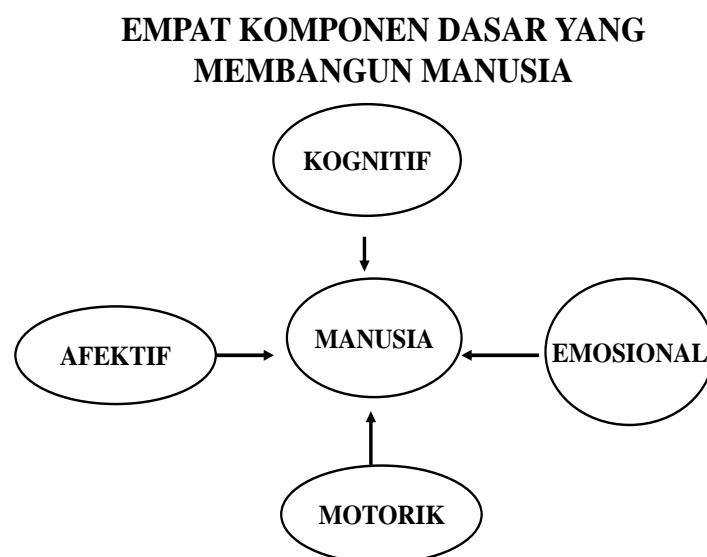 EMPAT KOMPONEN DASAR YANG
MEMBANGUN MANUSIA
KOGNITIF
AFEKTIF
MANUSIA
EMOSIONAL
MOTORIK